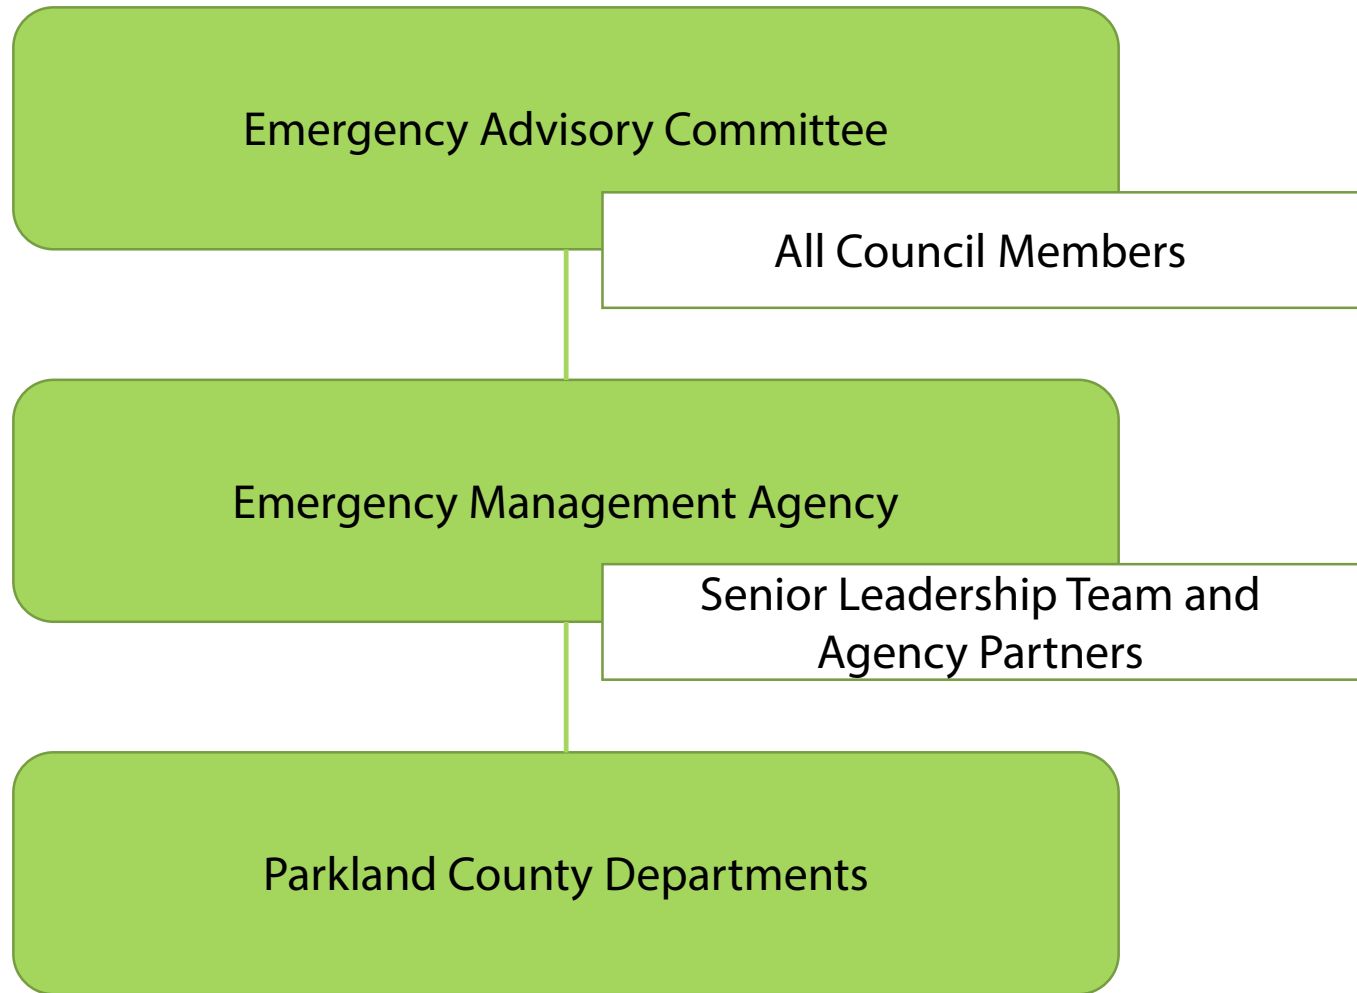 Emergency Advisory Committee
All Council Members
Emergency Management Agency
Senior Leadership Team and
Agency Partners
Parkland County Departments